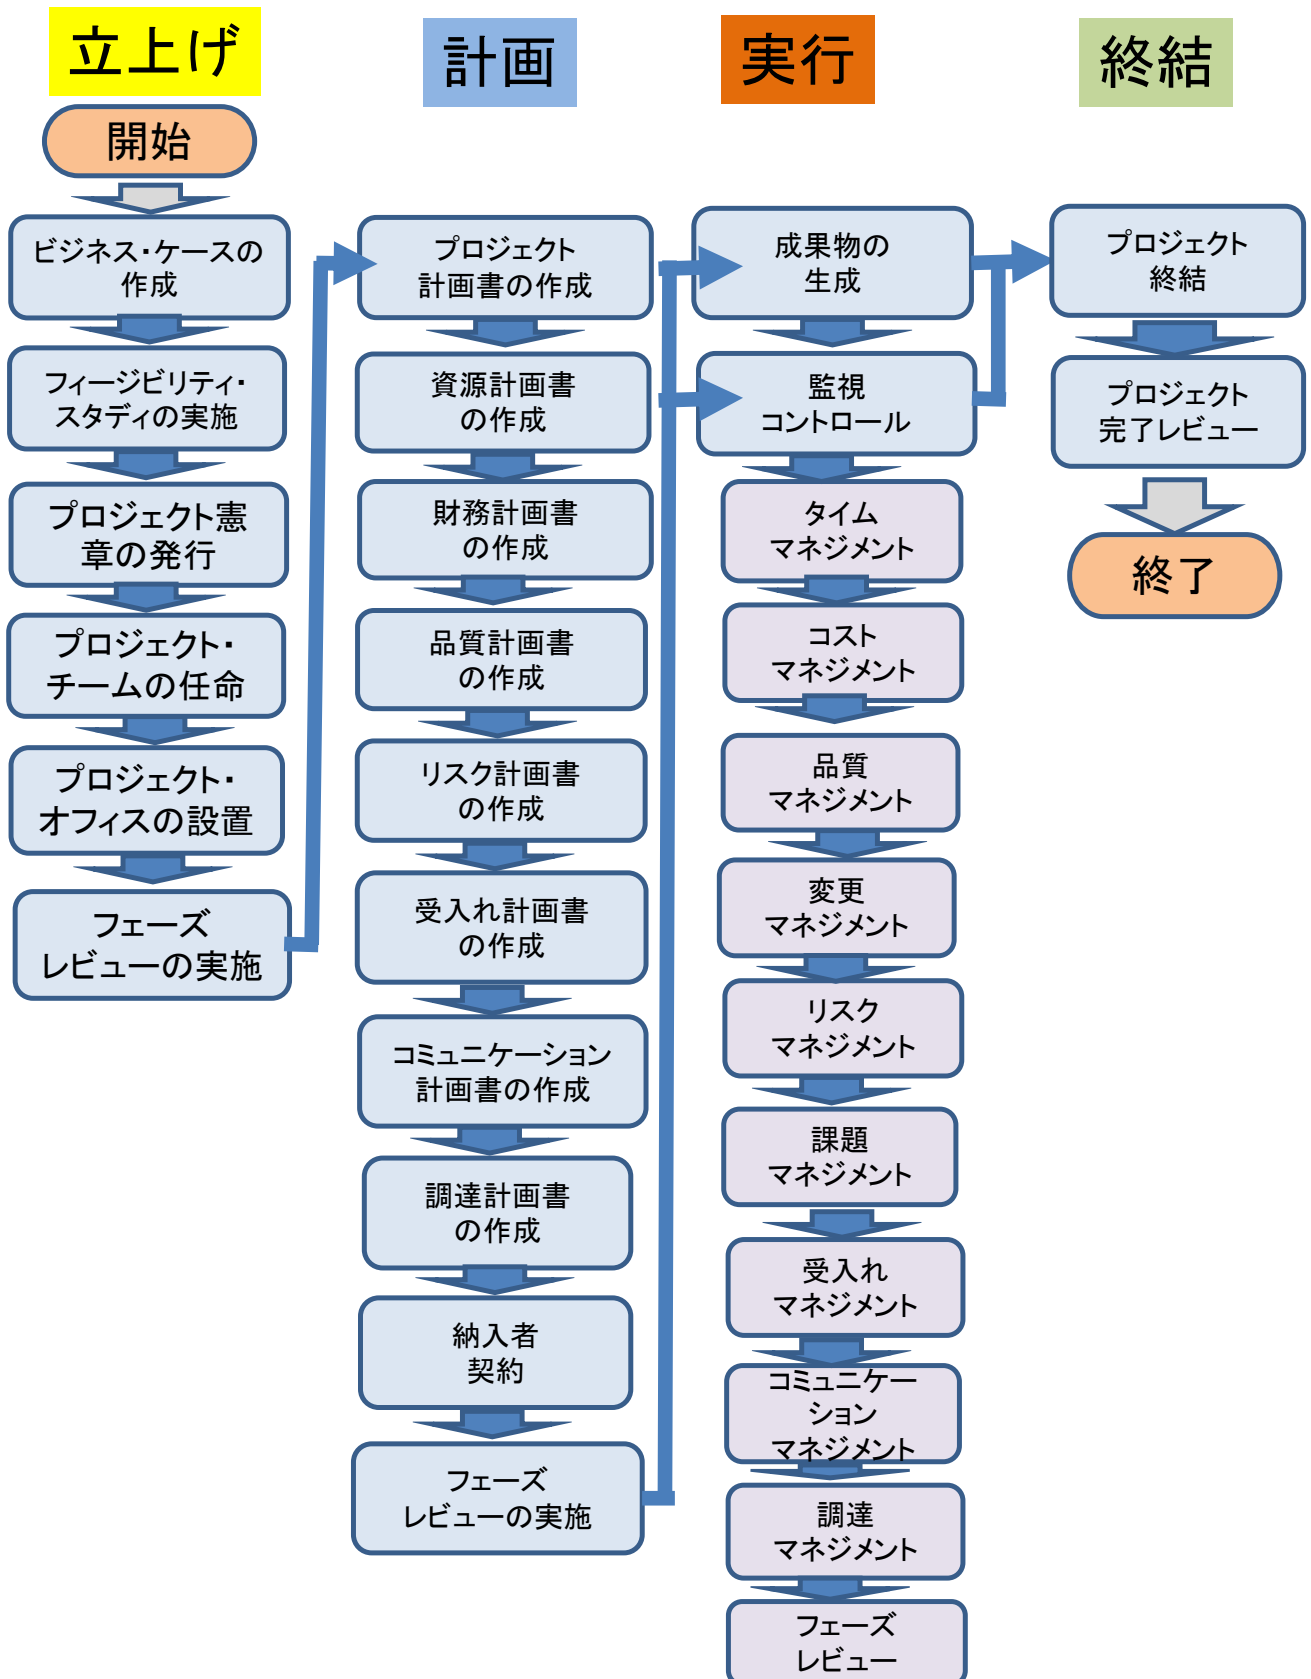 立上げ
開始
ビジネス・ケースの
作成
フィージビリティ・
スタディの実施
プロジェクト憲
章の発行
プロジェクト・
チームの任命
プロジェクト・
オフィスの設置
フェーズ
レビューの実施
計画
プロジェクト
計画書の作成
資源計画書
の作成
財務計画書
の作成
品質計画書
の作成
リスク計画書
の作成
受入れ計画書
の作成
コミュニケーション
計画書の作成
調達計画書
の作成
納入者
契約
フェーズ
レビューの実施
実行
成果物の
生成
監視
コントロール
タイム
マネジメント
コスト
マネジメント
品質
マネジメント
変更
マネジメント
リスク
マネジメント
課題
マネジメント
受入れ
マネジメント
コミュニケー
ション
マネジメント
調達
マネジメント
フェーズ
レビュー
終結
プロジェクト
終結
プロジェクト
完了レビュー
終了